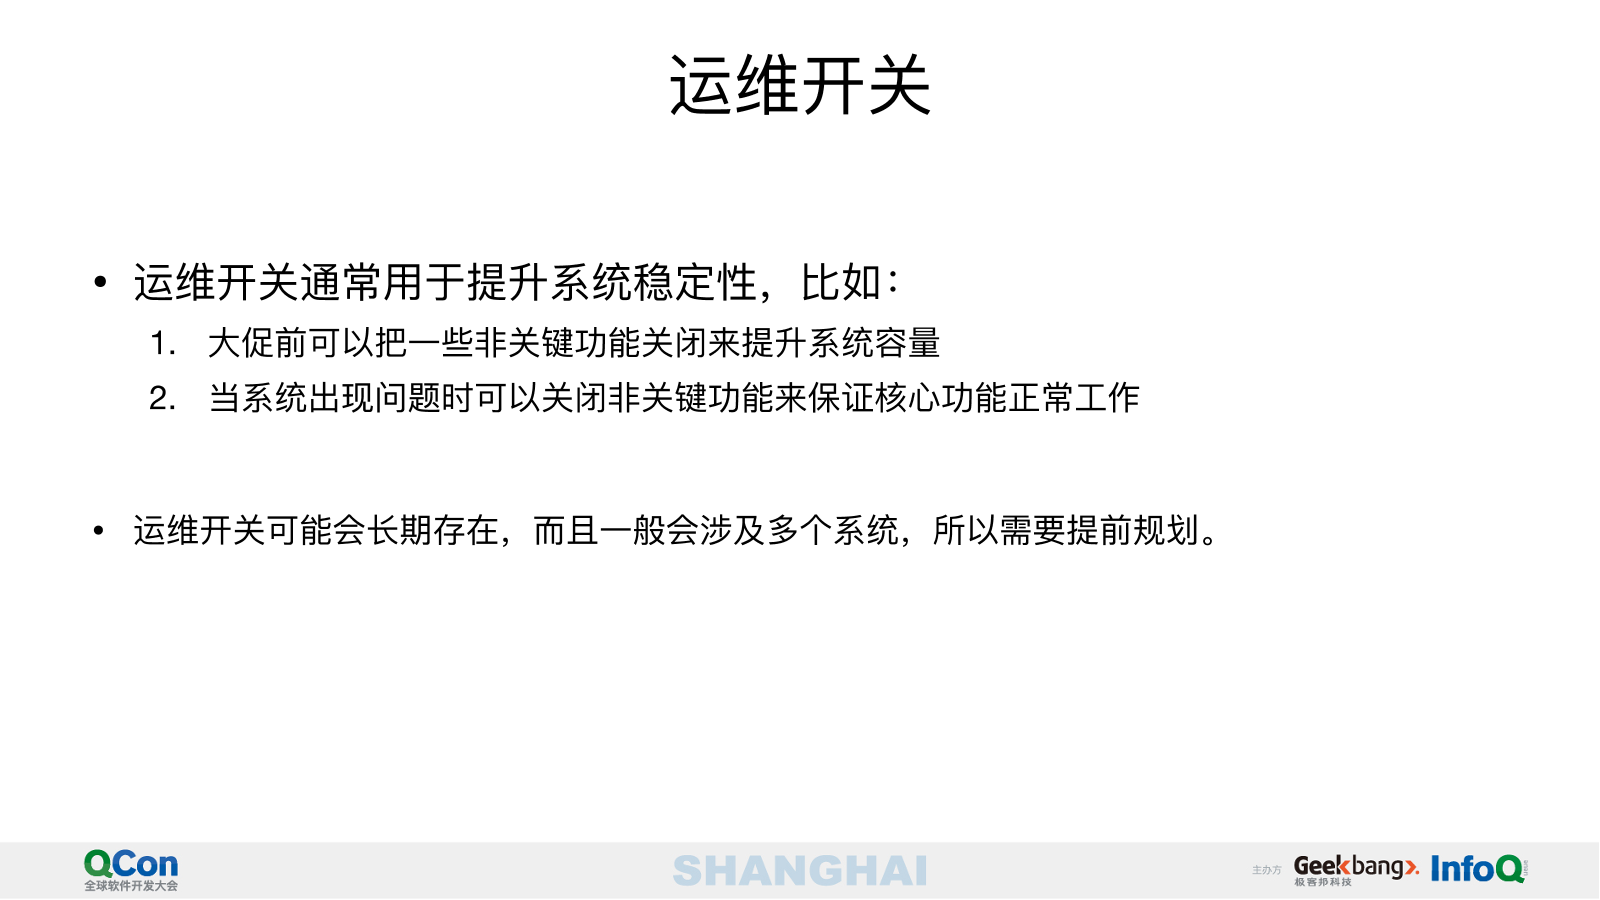 运维开关
• 运维开关通常用于提升系统稳定性，比如：
1. 大促前可以把一些非关键功能关闭来提升系统容量
2. 当系统出现问题时可以关闭非关键功能来保证核心功能正常工作
• 运维开关可能会长期存在，而且一般会涉及多个系统，所以需要提前规划。
QCon
全球软件开发大会
SHANGHAI
主办方
Geekbang>.
极客邦科技
InfoQ